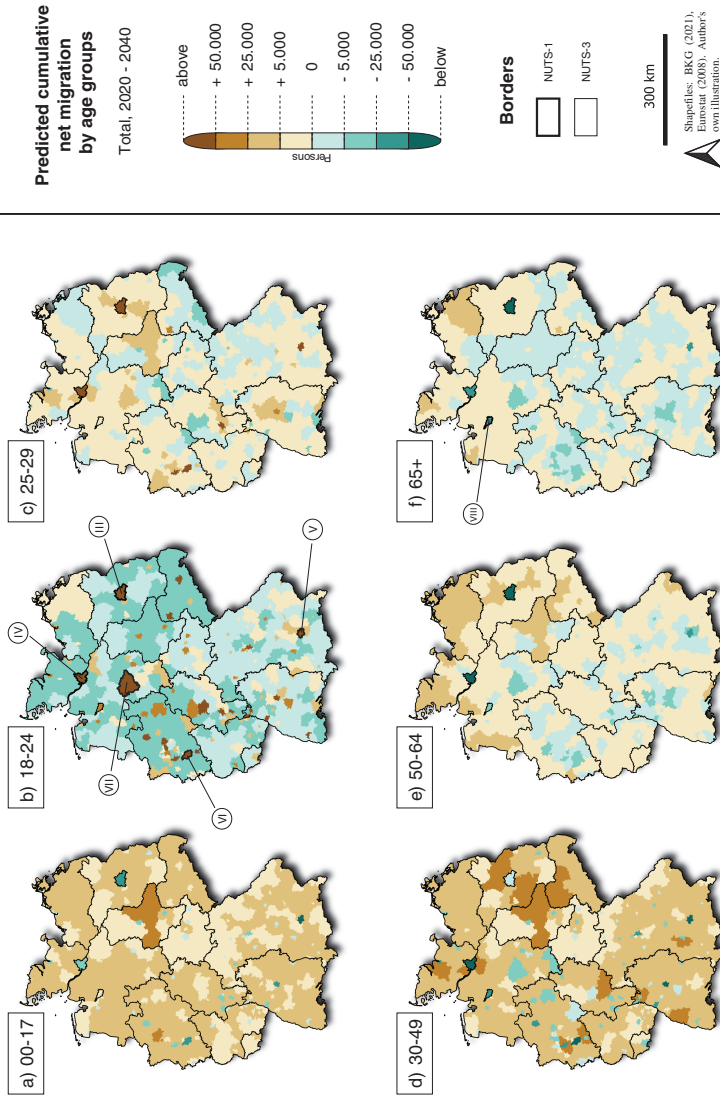 a) 00-17
b) 18-24
c) 25-29
IV
III
VII
VI
V
d) 30-49
e) 50-64
f) 65+
VIII
Predicted cumulative
net migration
by age groups
Total, 2020 - 2040
Persons
above
+ 50.000
+ 25.000
+ 5.000
0
- 5.000
- 25.000
- 50.000
below
Borders
NUTS-1
NUTS-3
300 km
Shapefiles: BKG (2021),
Eurostat (2008). Author's
own illustration.